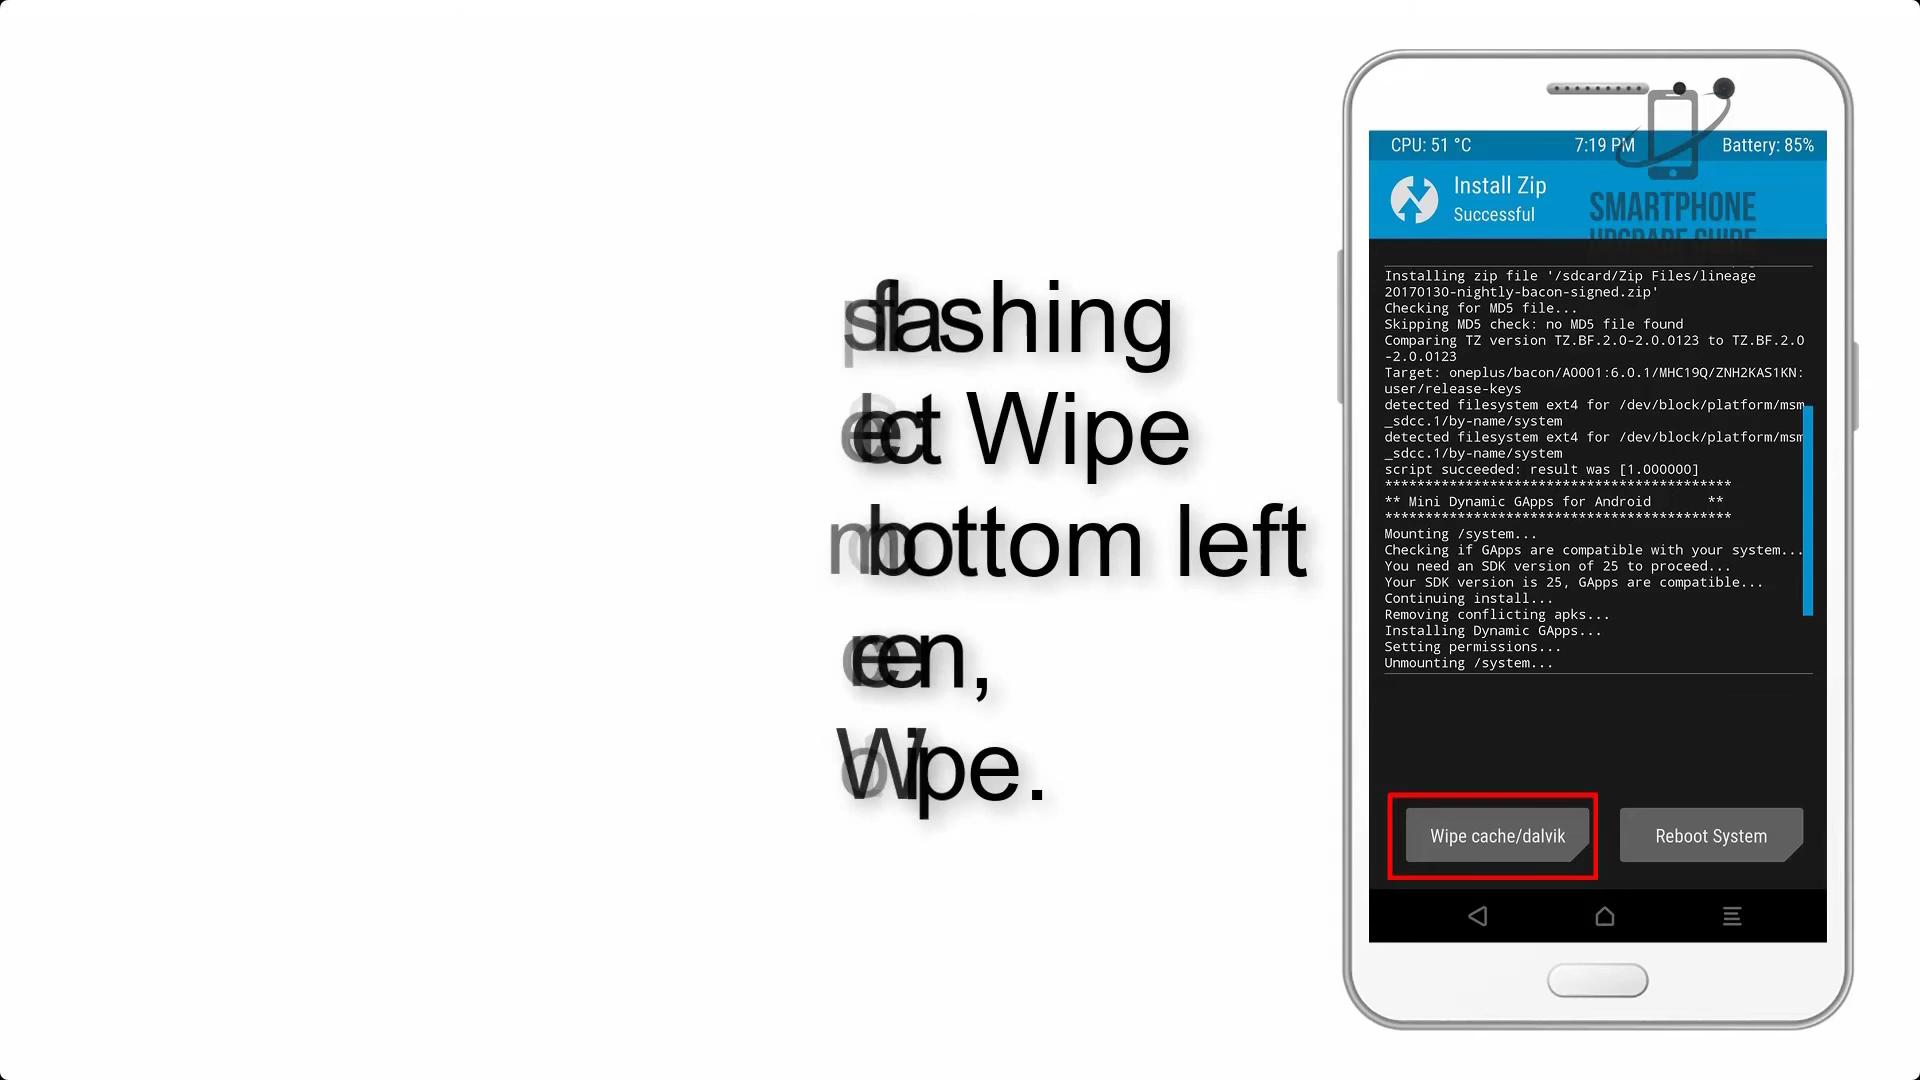 flashing
ct Wipe
bottom left
en,
Wipe.
CPU: 51 °C 7:19 PM Battery: 85%
Install Zip
Successful
SMARTPHONE
UPGRADE GUIDE
Installing zip file '/sdcard/Zip Files/lineage
20170130-nightly-bacon-signed.zip'
Checking for MD5 file...
Skipping MD5 check: no MD5 file found
Comparing TZ version TZ.BF.2.0-2.0.0123 to TZ.BF.2.0
-2.0.0123
Target: oneplus/bacon/A0001:6.0.1/MHC19Q/ZNH2KAS1KN:
user/release-keys
detected filesystem ext4 for /dev/block/platform/msm
_sdcc.1/by-name/system
detected filesystem ext4 for /dev/block/platform/msm
_sdcc.1/by-name/system
script succeeded: result was [1.000000]
*******************************************
** Mini Dynamic GApps for Android **
*******************************************
Mounting /system...
Checking if GApps are compatible with your system...
You need an SDK version of 25 to proceed...
Your SDK version is 25, GApps are compatible...
Continuing install...
Removing conflicting apks...
Installing Dynamic GApps...
Setting permissions...
Unmounting /system...
Wipe cache/dalvik
Reboot System